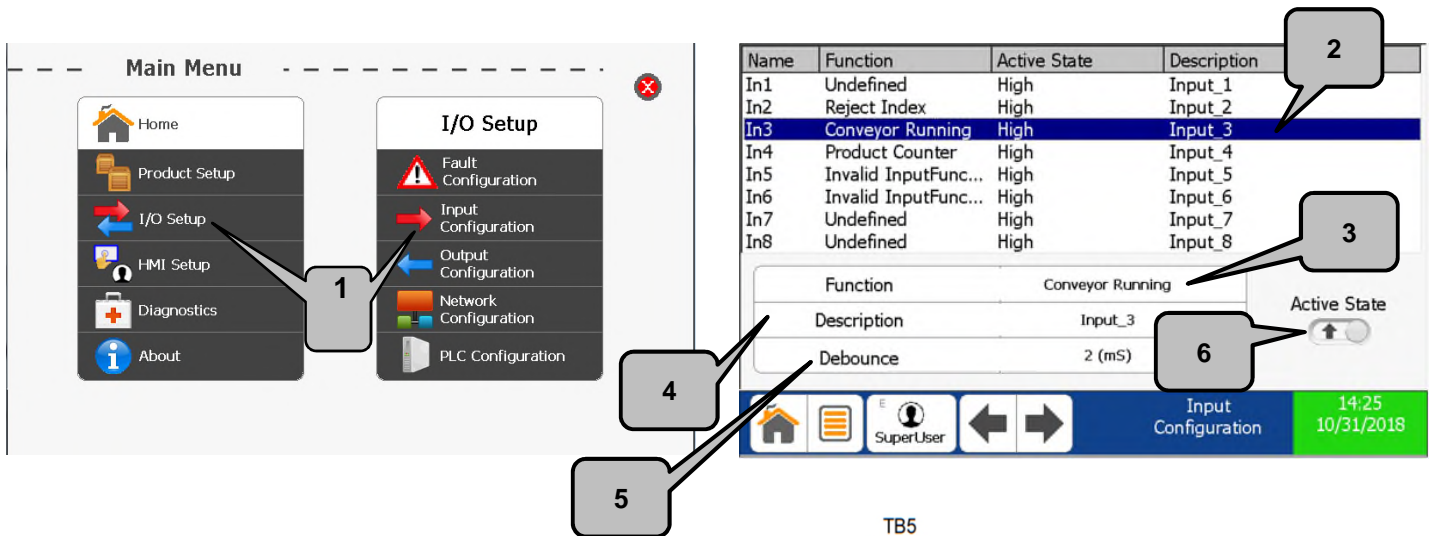 Main Menu
Home
Product Setup
I/O Setup
HMI Setup
Diagnostics
About
I/O Setup
Fault
Configuration
Input
Configuration
Output
Configuration
Network
Configuration
PLC Configuration
1
Name Function Active State Description
In1 Undefined High Input_1
In2 Reject Index High Input_2
In3 Conveyor Running High Input_3
In4 Product Counter High Input_4
In5 Invalid InputFunc... High Input_5
In6 Invalid InputFunc... High Input_6
In7 Undefined High Input_7
In8 Undefined High Input_8
2
3
Function Conveyor Running
Description Input_3
Debounce 2 (mS)
Active State
6
4
5
E
SuperUser
Input
Configuration
14:25
10/31/2018
TB5